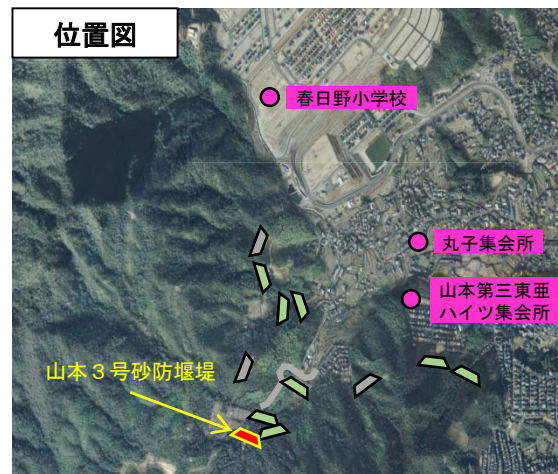 位置図
春日野小学校
丸子集会所
山本第三東亜
ハイツ集会所
山本３号砂防堰堤